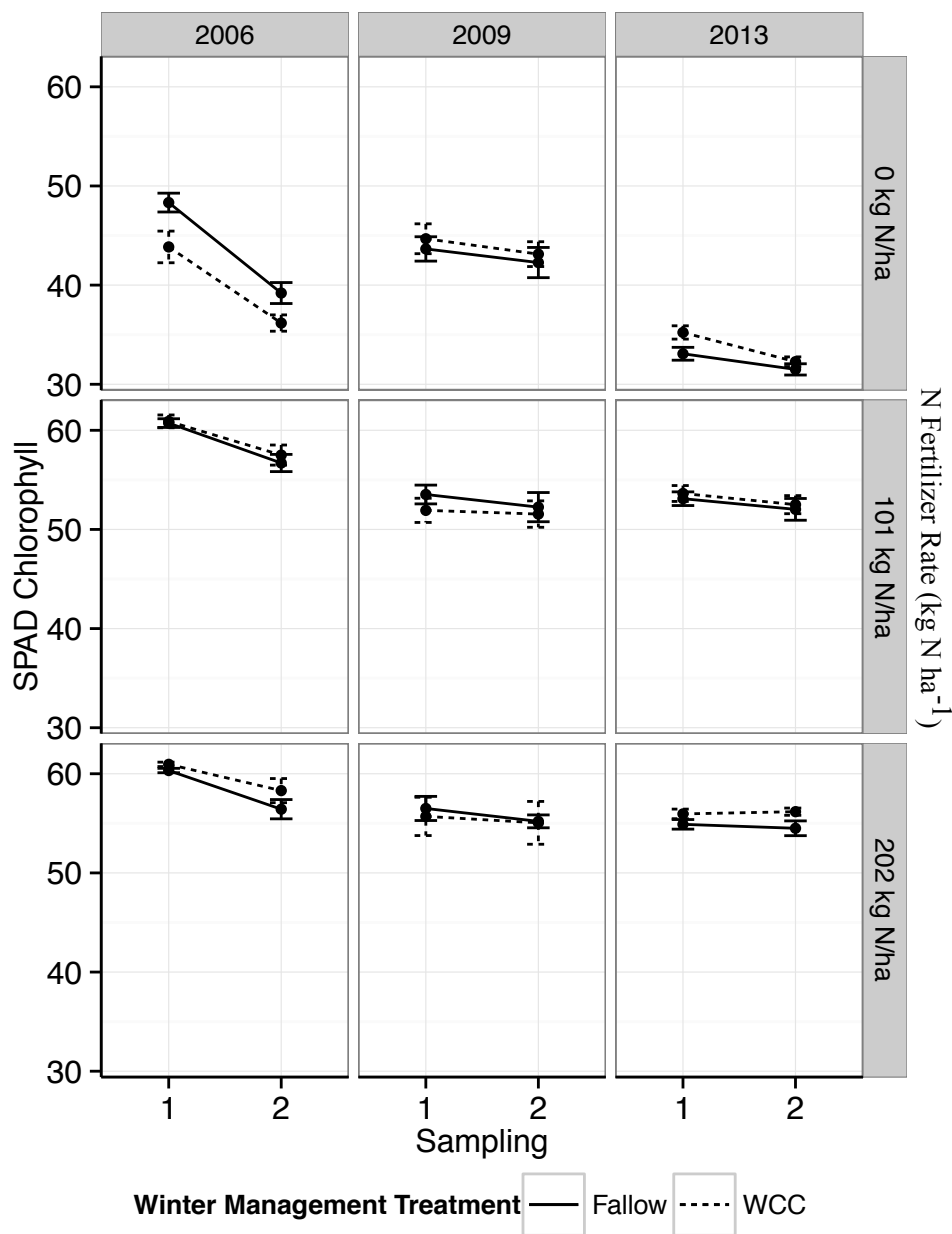 2006 2009 2013
60
50
40
30
0 kg N/ha
60
50
40
30
101 kg N/ha
60
50
40
30
202 kg N/ha
SPAD Chlorophyll
N Fertilizer Rate (kg N ha-1)
1 2 1 2 1 2
Sampling
Winter Management Treatment Fallow WCC